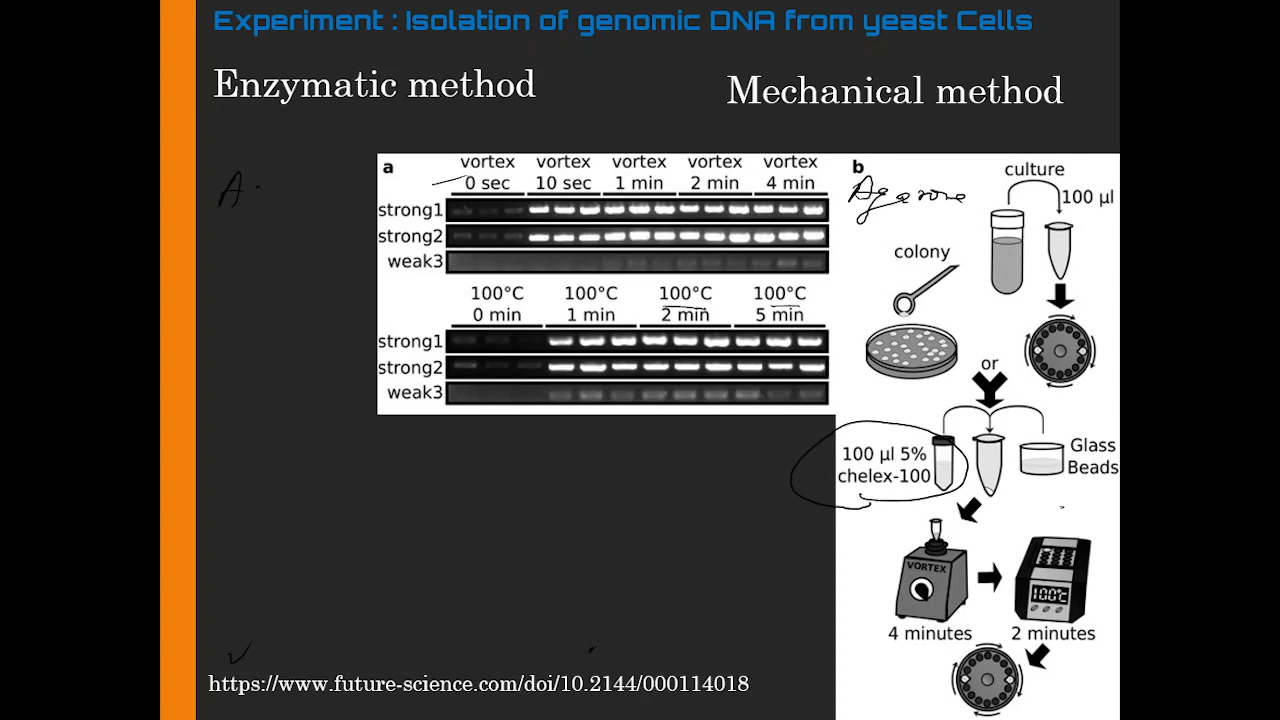 Experiment : Isolation of genomic DNA from yeast Cells
Enzymatic method
Mechanical method
a
vortex vortex vortex vortex vortex
0 sec 10 sec 1 min 2 min 4 min
strong1
strong2
weak3
100°C 100°C 100°C 100°C
0 min 1 min 2 min 5 min
strong1
strong2
weak3
b
culture
Agarose
100 µl
colony
or
100 µl 5%
chelex-100
Glass
Beads
VORTEX
100°C
4 minutes
2 minutes
A
https://www.future-science.com/doi/10.2144/000114018